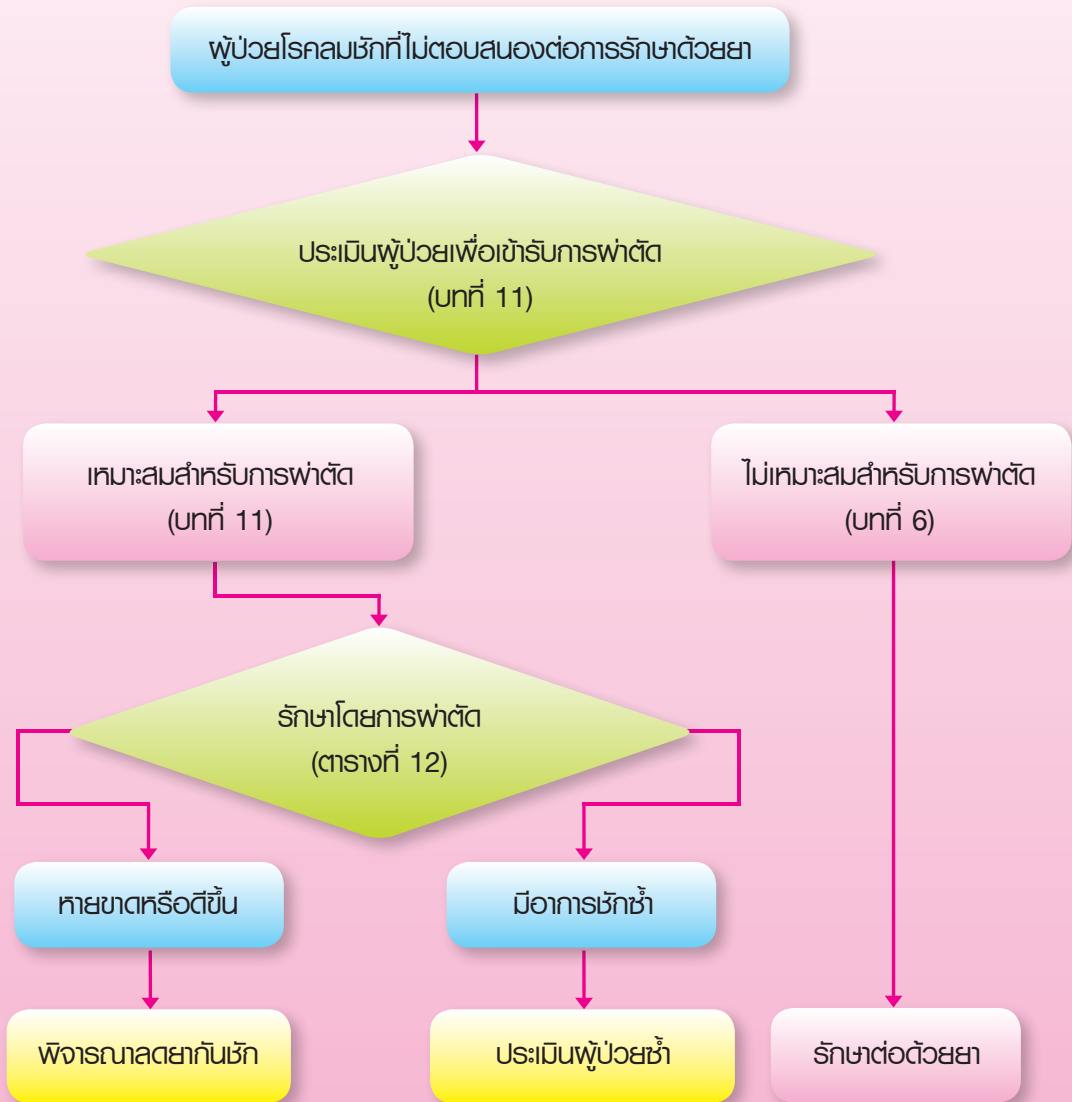 ผู้ป่วยโรคลมชักที่ไม่ตอบสนองต่อการรักษาด้วยยา
ประเมินผู้ป่วยเพื่อเข้ารับการผ่าตัด
(บทที่ 11)
เหมาะสมสำหรับการผ่าตัด
(บทที่ 11)
ไม่เหมาะสมสำหรับการผ่าตัด
(บทที่ 6)
รักษาโดยการผ่าตัด
(ตารางที่ 12)
หายขาดหรือดีขึ้น
มีอาการชักซ้ำ
พิจารณาลดยากันชัก
ประเมินผู้ป่วยซ้ำ
รักษาต่อด้วยยา